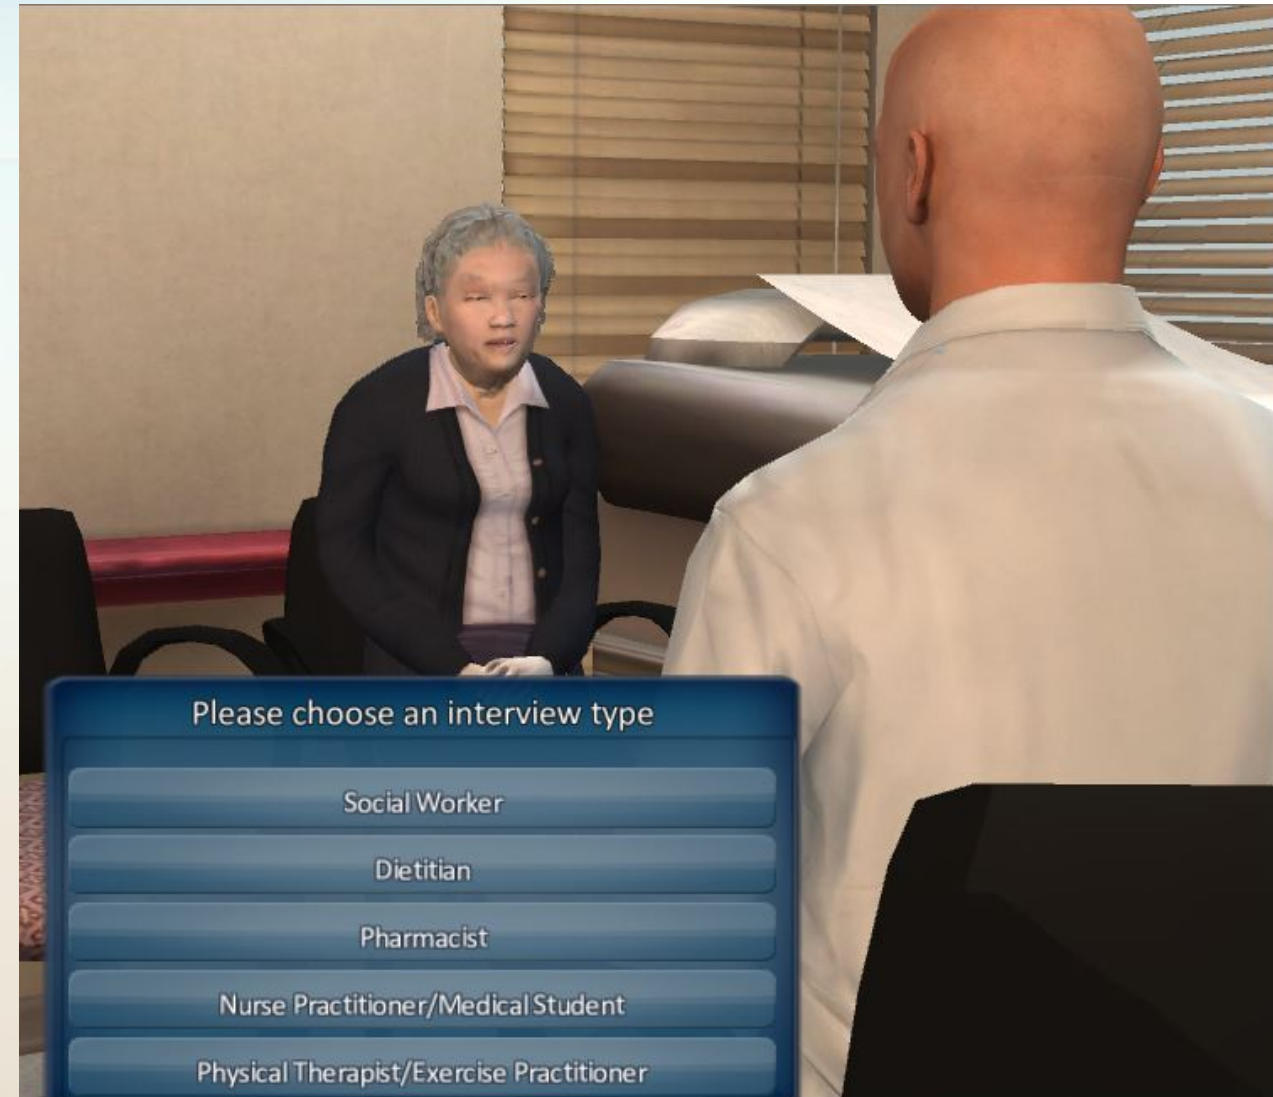 Please choose an interview type
Social Worker
Dietitian
Pharmacist
Nurse Practitioner/Medical Student
Physical Therapist/Exercise Practitioner